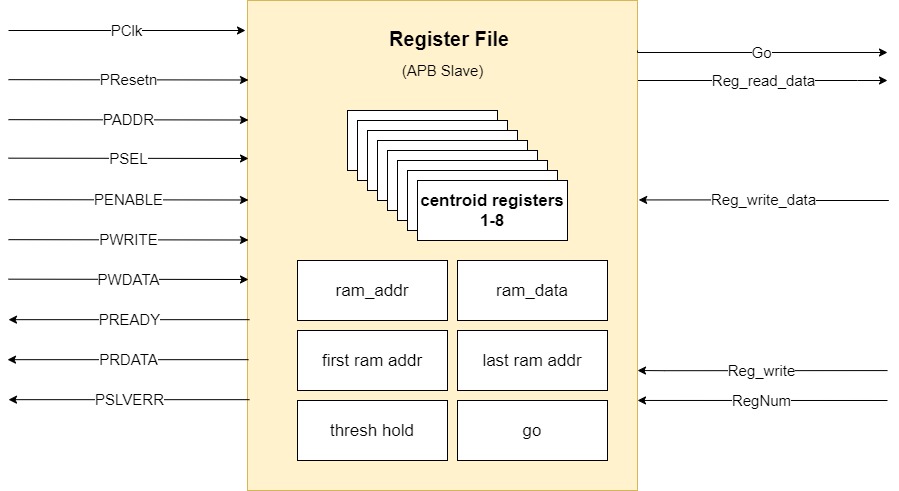 PClk
PResetn
PADDR
PSEL
PENABLE
PWRITE
PWDATA
PREADY
PRDATA
PSLVERR
Register File
(APB Slave)
centroid registers
1-8
ram_addr
ram_data
first ram addr
last ram addr
thresh hold
go
Go
Reg_read_data
Reg_write_data
Reg_write
RegNum